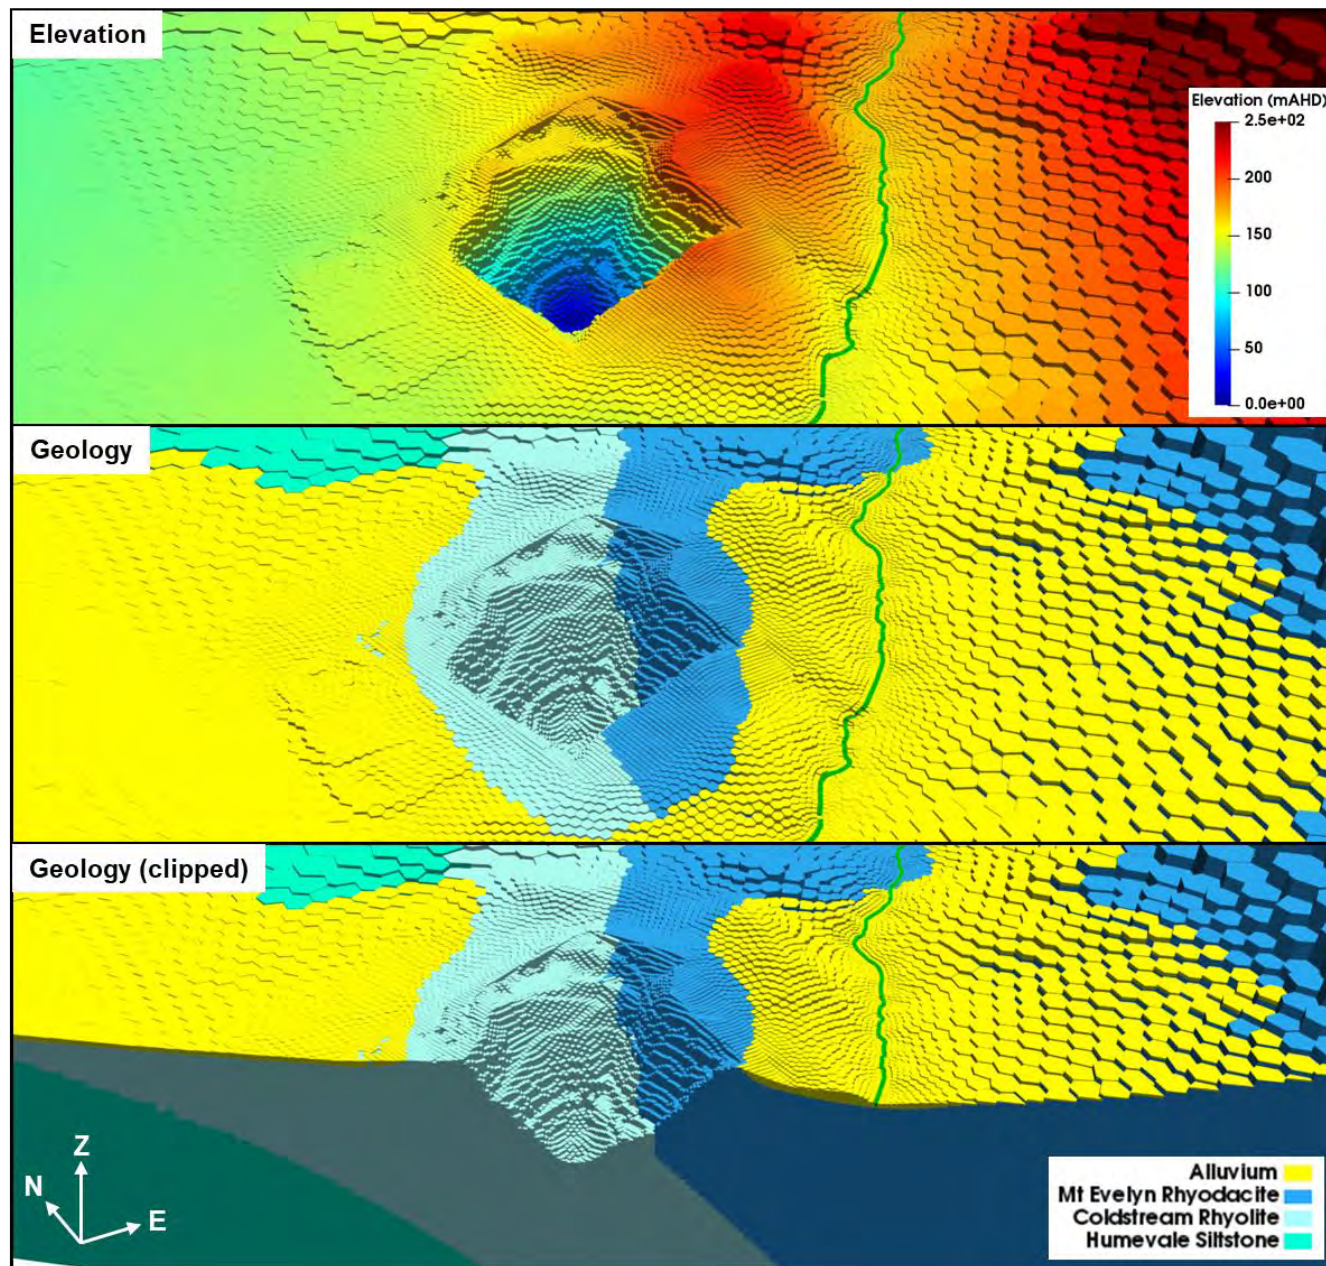 Elevation
Elevation (mAHD)
2.5e+02
200
150
100
50
0.0e+00
Geology
Geology (clipped)
Z
N
E
Alluvium
Mt Evelyn Rhyodacite
Coldstream Rhyolite
Humevale Siltstone